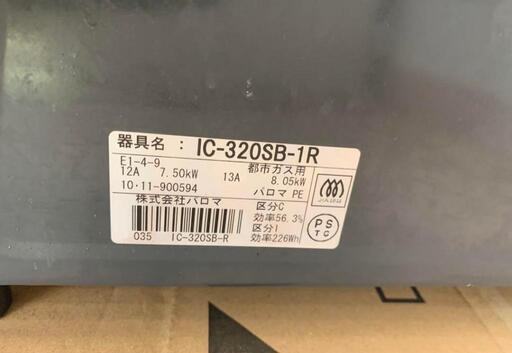 器具名： IC-320SB-1R
E1-4-9 都市ガス用
12A 7.50kW 13A 8.05kW
10・11-900594 パロマ PE
株式会社パロマ 区分C
効率56.3%
区分I
035 IC-320SB-R 効率226Wh
PS
TC